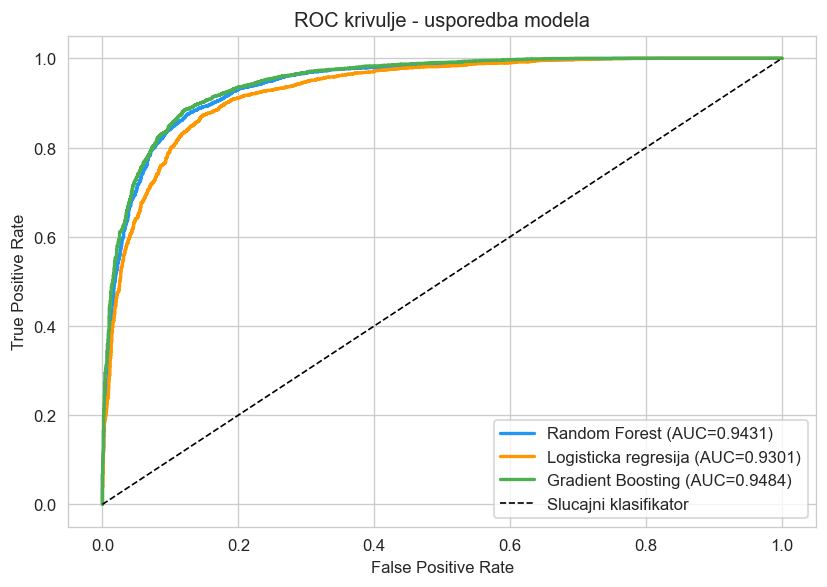 ROC krivulje - usporedba modela
True Positive Rate
1.0
0.8
0.6
0.4
0.2
0.0
0.0 0.2 0.4 0.6 0.8 1.0
False Positive Rate
Random Forest (AUC=0.9431)
Logisticka regresija (AUC=0.9301)
Gradient Boosting (AUC=0.9484)
Slucajni klasifikator